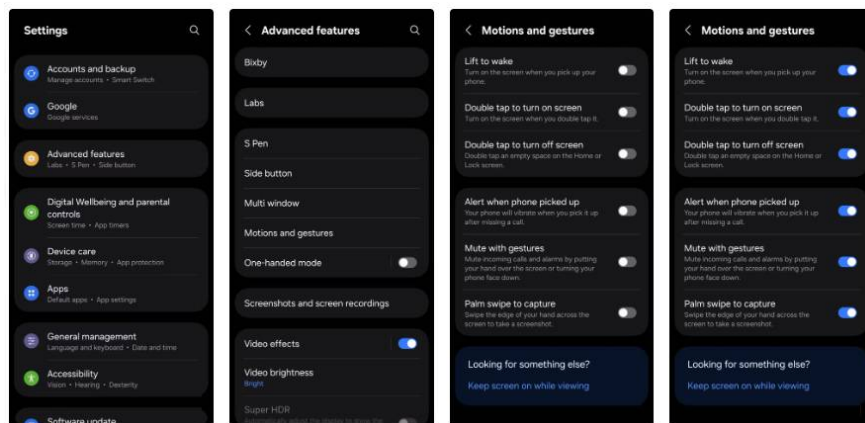 Settings
Accounts and backup
Manage accounts • Smart Switch
Google
Google services
Advanced features
Labs • S Pen • Side button
Digital Wellbeing and parental
controls
Screen time • App timers
Device care
Storage • Memory • App protection
Apps
Default apps • App settings
General management
Language and keyboard • Date and time
Accessibility
Vision • Hearing • Dexterity
Software update
Advanced features
Bixby
Labs
S Pen
Side button
Multi window
Motions and gestures
One-handed mode
Screenshots and screen recordings
Video effects
Video brightness
Bright
Super HDR
Automatically adjust the display to show the
Motions and gestures
Lift to wake
Turn on the screen when you pick up your
phone.
Double tap to turn on screen
Turn on the screen when you double tap it.
Double tap to turn off screen
Double tap an empty space on the Home or
Lock screen.
Alert when phone picked up
Your phone will vibrate when you pick it up
after missing a call.
Mute with gestures
Mute incoming calls and alarms by putting
your hand over the screen or turning your
phone face down.
Palm swipe to capture
Swipe the edge of your hand across the
screen to take a screenshot.
Looking for something else?
Keep screen on while viewing
Motions and gestures
Lift to wake
Turn on the screen when you pick up your
phone.
Double tap to turn on screen
Turn on the screen when you double tap it.
Double tap to turn off screen
Double tap an empty space on the Home or
Lock screen.
Alert when phone picked up
Your phone will vibrate when you pick it up
after missing a call.
Mute with gestures
Mute incoming calls and alarms by putting
your hand over the screen or turning your
phone face down.
Palm swipe to capture
Swipe the edge of your hand across the
screen to take a screenshot.
Looking for something else?
Keep screen on while viewing